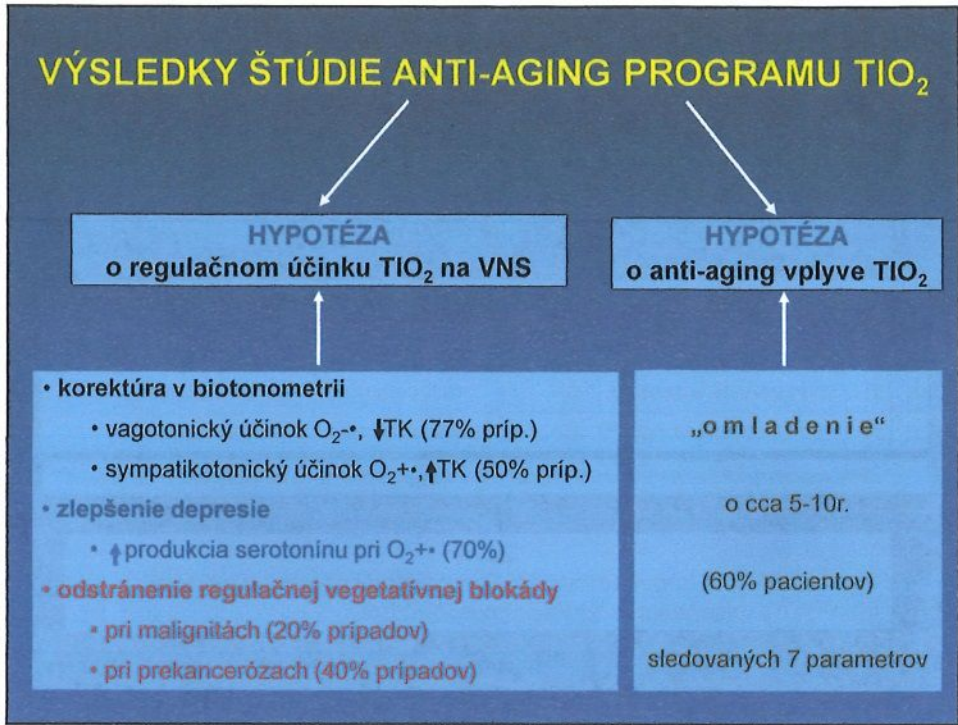 VÝSLEDKY ŠTÚDIE ANTI-AGING PROGRAMU TIO₂
HYPOTÉZA
o regulačnom účinku TIO₂ na VNS
• korektúra v biotonometrii
• vagotonický účinok O₂-•, ↓TK (77% príp.)
• sympatikotonický účinok O₂+•,↑TK (50% príp.)
• zlepšenie depresie
• ↑produkcia serotonínu pri O₂+• (70%)
• odstránenie regulačnej vegetatívnej blokády
• pri malignitách (20% prípadov)
• pri prekancerózach (40% prípadov)
HYPOTÉZA
o anti-aging vplyve TIO₂
„omladenie“
o cca 5-10r.
(60% pacientov)
sledovaných 7 parametrov